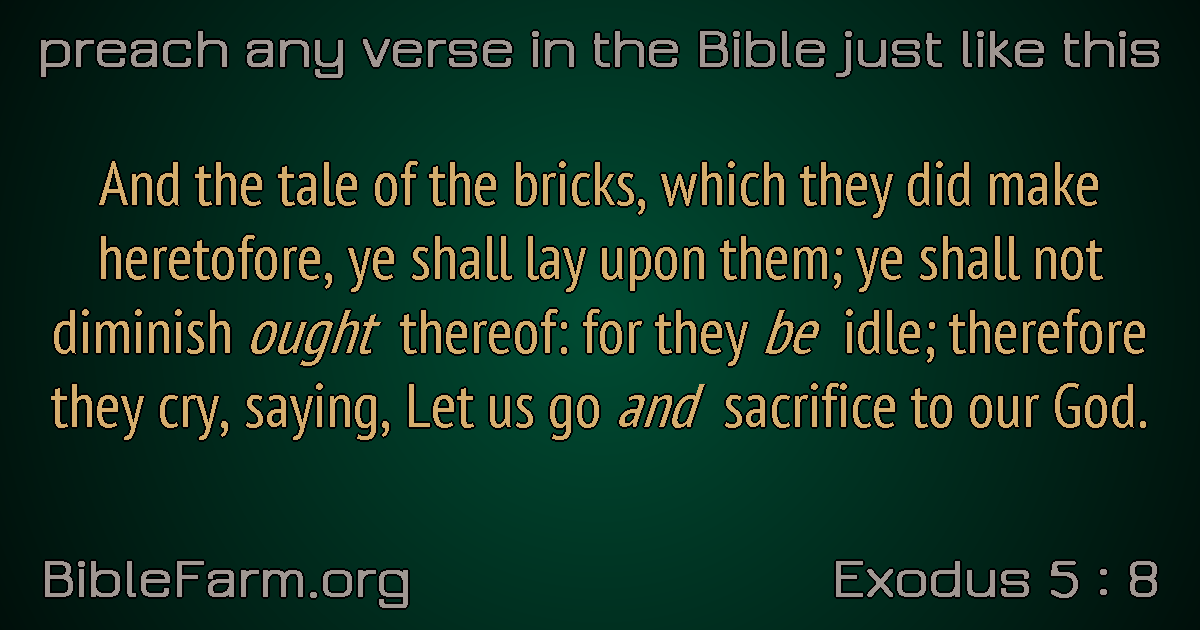 preach any verse in the Bible just like this
And the tale of the bricks, which they did make
heretofore, ye shall lay upon them; ye shall not
diminish ought thereof: for they be idle; therefore
they cry, saying, Let us go and sacrifice to our God.
BibleFarm.org
Exodus 5 : 8